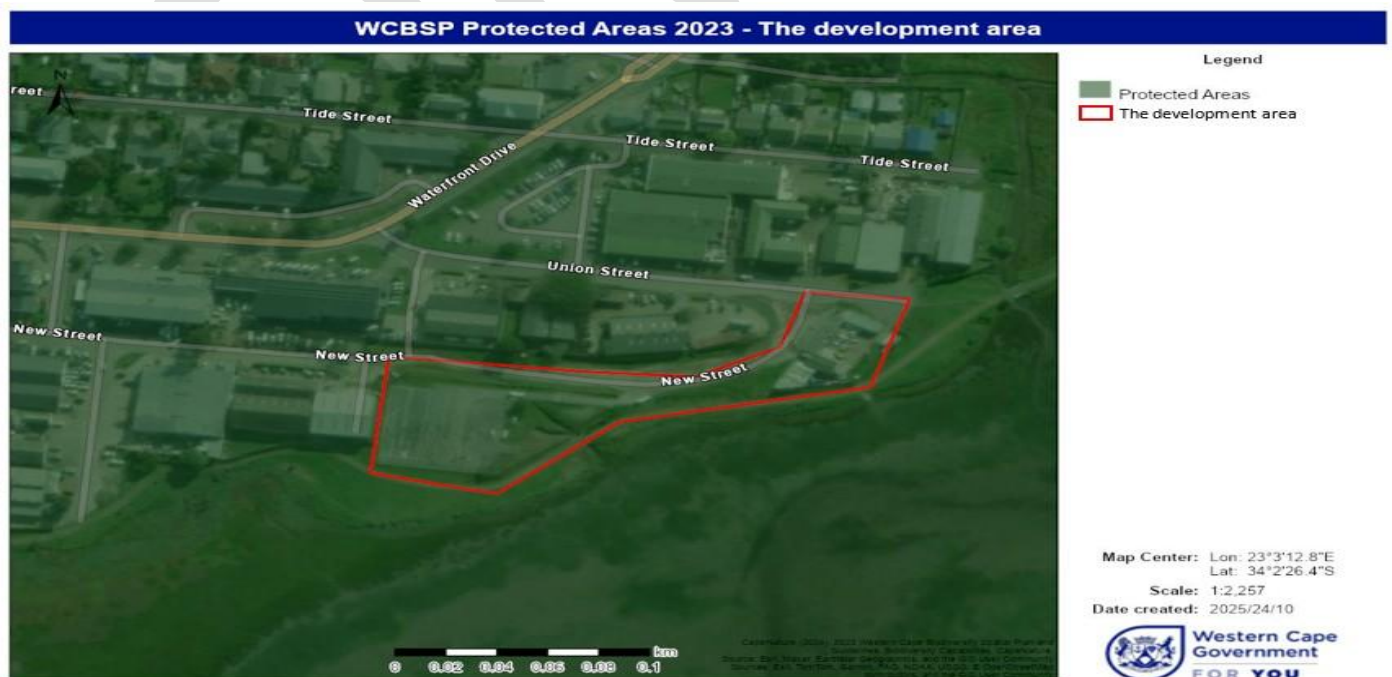 WCBSP Protected Areas 2023 - The development area
Legend
Protected Areas
The development area
N
reet
Tide Street
Tide Street
Tide Street
Waterfront Drive
Union Street
New Street
New Street
New Street
Map Center: Lon: 23°3'12.8"E
Lat: 34°2'26.4"S
Scale: 1:2,257
Date created: 2025/24/10
km
0 0.02 0.04 0.06 0.08 0.1
Western Cape
Government
FOR YOU